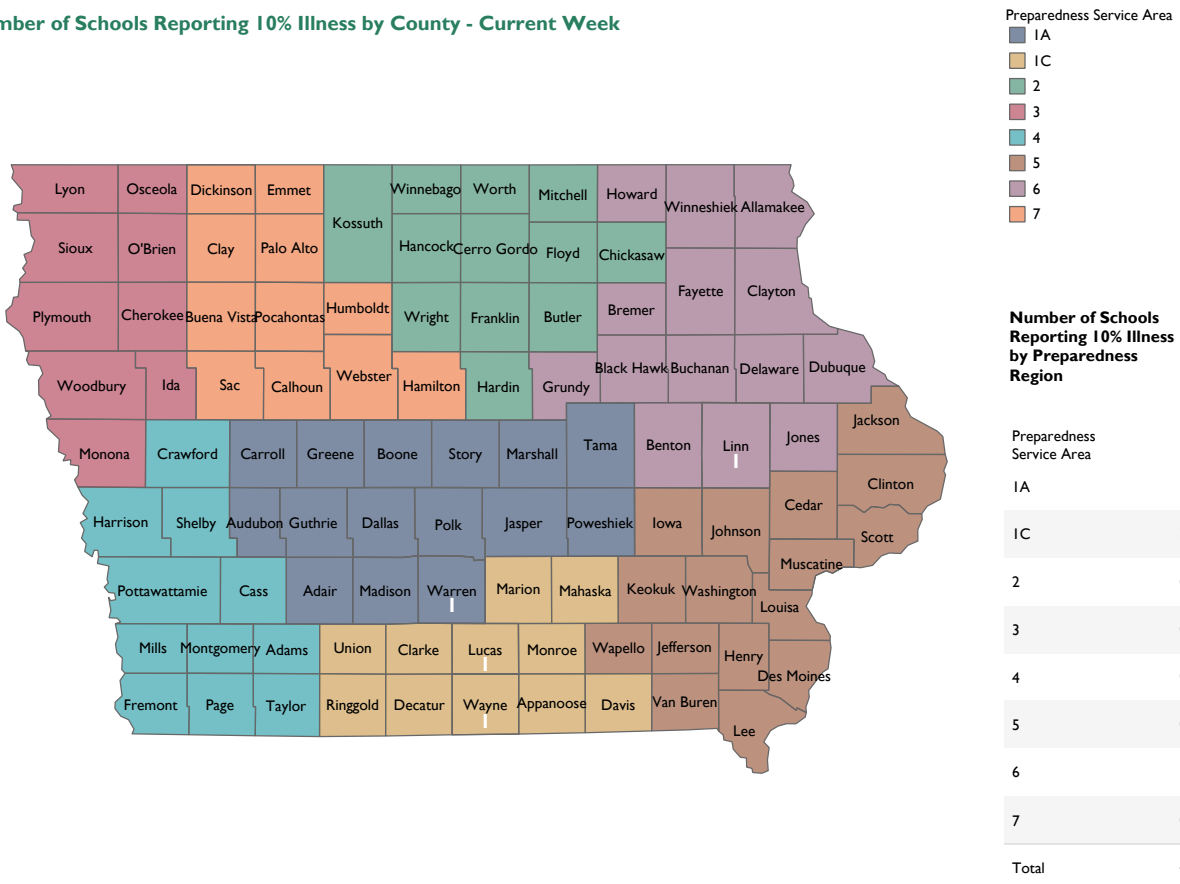 mber of Schools Reporting 10% Illness by County - Current Week
Preparedness Service Area
1A
1C
2
3
4
5
6
7
Lyon Osceola Dickinson Emmet Kossuth Winnebago Worth Mitchell Howard Winneshiek Allamakee
Sioux O'Brien Clay Palo Alto Hancock Cerro Gordo Floyd Chickasaw
Plymouth Cherokee Buena Vista Pocahontas Humboldt Wright Franklin Butler Bremer Fayette Clayton
Woodbury Ida Sac Calhoun Webster Hamilton Hardin Grundy Black Hawk Buchanan Delaware Dubuque
Monona Crawford Carroll Greene Boone Story Marshall Tama Benton Linn Jones Jackson
1
Harrison Shelby Audubon Guthrie Dallas Polk Jasper Poweshiek Iowa Johnson Cedar Clinton
Scott
Muscatine
Pottawattamie Cass Adair Madison Warren Marion Mahaska Keokuk Washington Louisa
1
Mills Montgomery Adams Union Clarke Lucas Monroe Wapello Jefferson Henry Des Moines
1
Fremont Page Taylor Ringgold Decatur Wayne Appanoose Davis Van Buren Lee
1
Number of Schools
Reporting 10% Illness
by Preparedness
Region
Preparedness
Service Area
1A
1C
2
3
4
5
6
7
Total